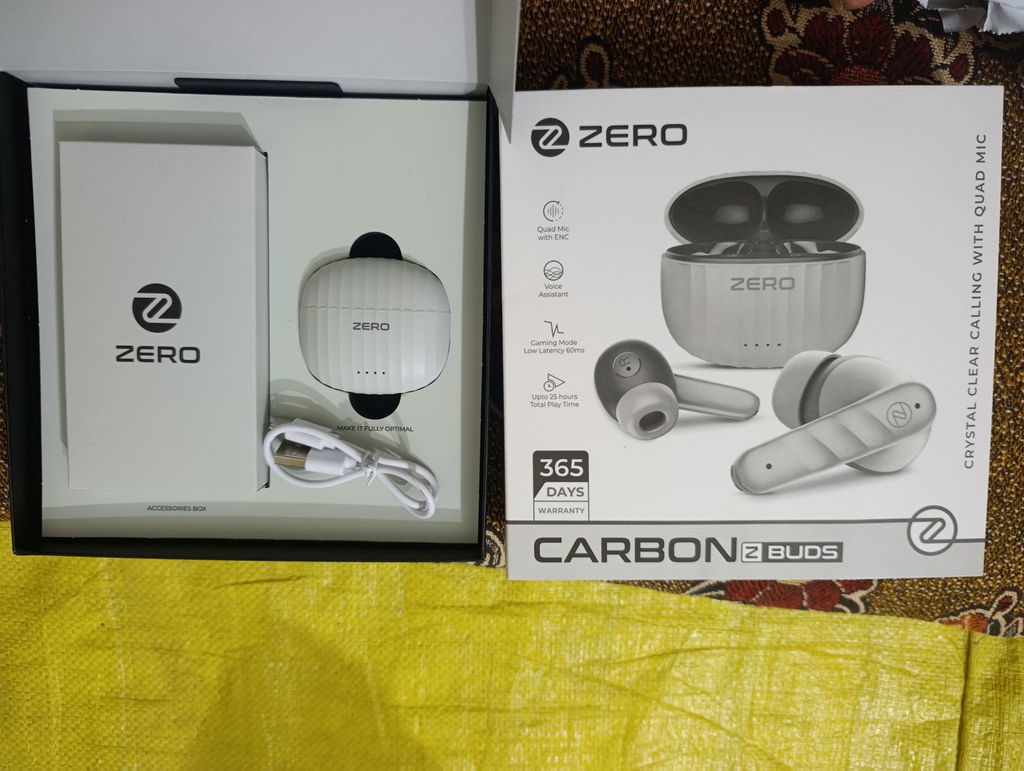 ZERO
ACCESSORIES BOX
ZERO
MAKE IT FULLY OPTIMAL
ZERO
Quad Mic
with ENC
Voice
Assistant
Gaming Mode
Low Latency 60ms
Upto 25 hours
Total Play Time
365
DAYS
WARRANTY
ZERO
R
CRYSTAL CLEAR CALLING WITH QUAD MIC
CARBON Z BUDS